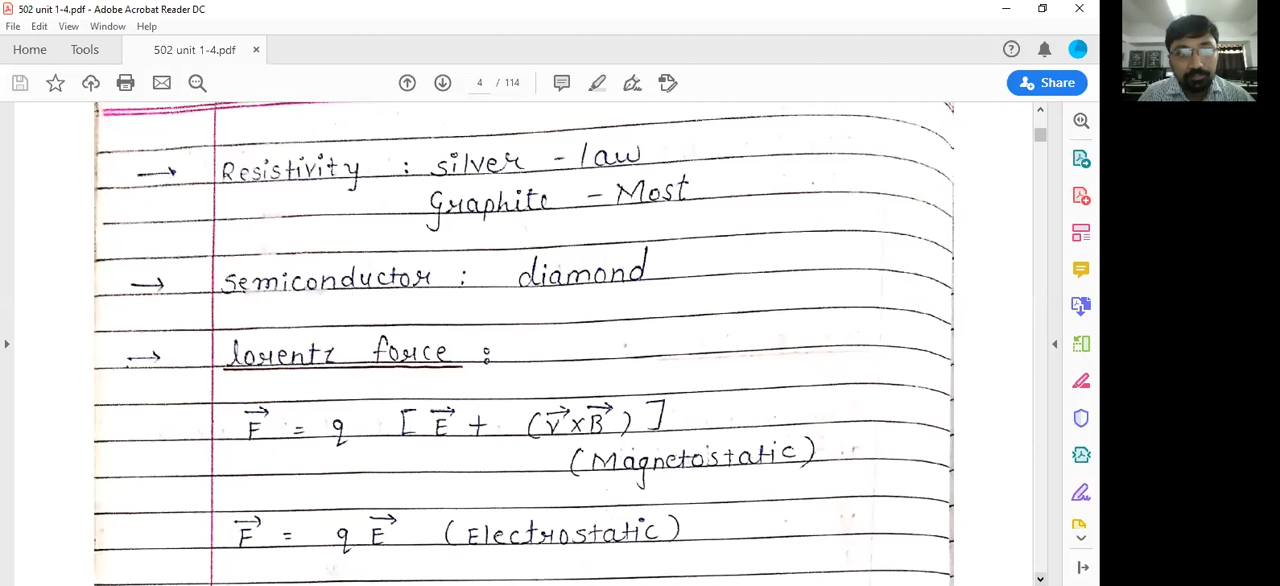 502 unit 1-4.pdf - Adobe Acrobat Reader DC
File Edit View Window Help
Home Tools 502 unit 1-4.pdf ×
4 / 114 Share
→ Resistivity : silver - law
Graphite - Most
→ semiconductor : diamond
→ lorentz force :
F⃗ = q [ E⃗ + (V⃗ × B⃗ ) ]
(Magnetostatic)
F⃗ = q E⃗ (Electrostatic)